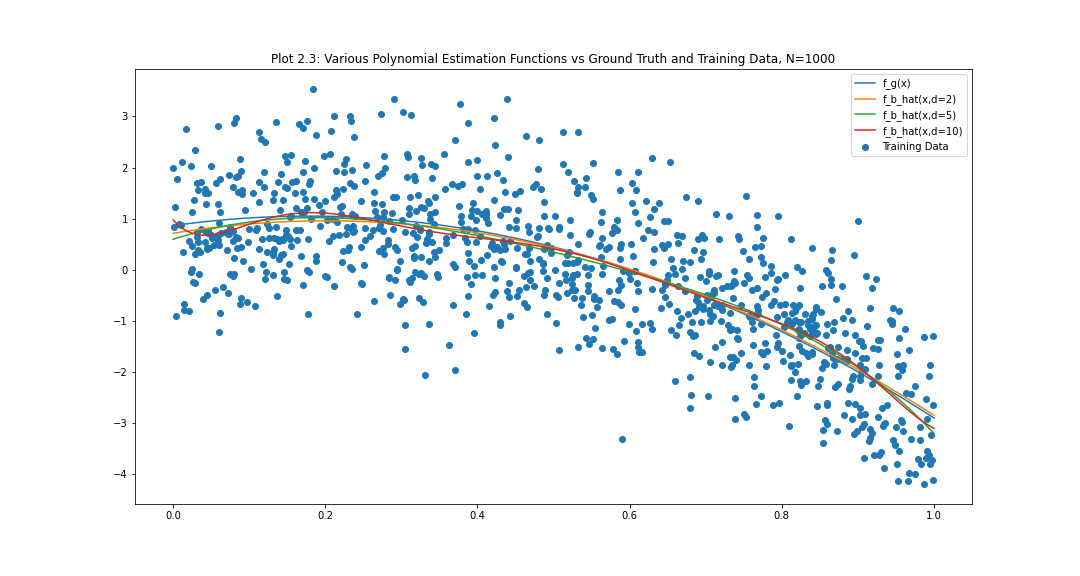 Plot 2.3: Various Polynomial Estimation Functions vs Ground Truth and Training Data, N=1000
f_g(x)
f_b_hat(x,d=2)
f_b_hat(x,d=5)
f_b_hat(x,d=10)
Training Data
3
2
1
0
−1
−2
−3
−4
0.0 0.2 0.4 0.6 0.8 1.0